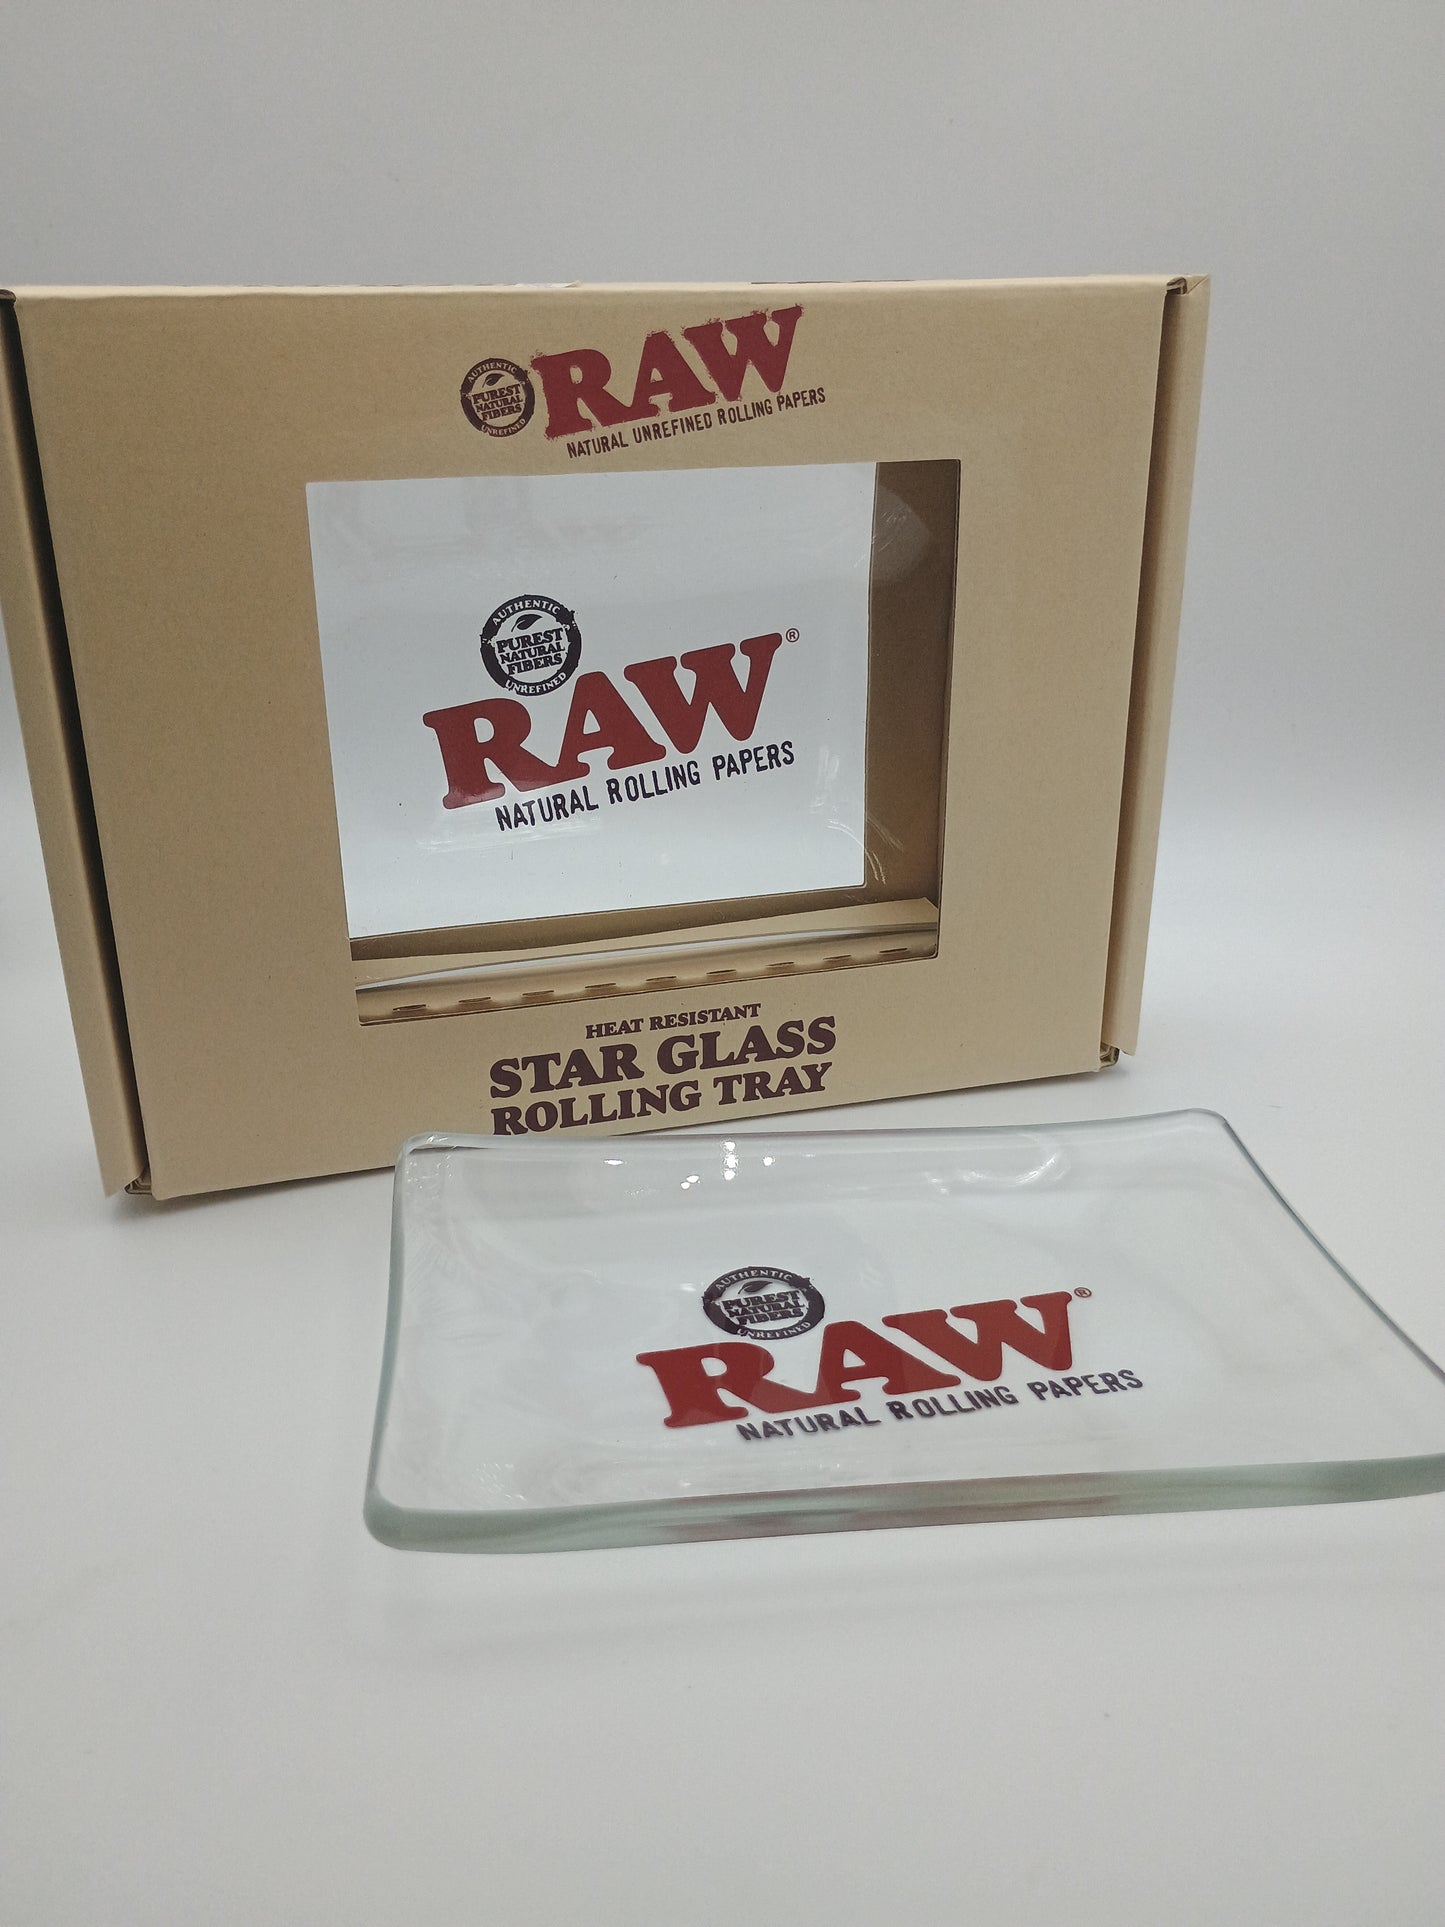 AUTHENTIC
PUREST
NATURAL
FIBERS
UNREFINED
RAW
NATURAL UNREFINED ROLLING PAPERS
AUTHENTIC
PUREST
NATURAL
FIBERS
UNREFINED
RAW®
NATURAL ROLLING PAPERS
HEAT RESISTANT
STAR GLASS
ROLLING TRAY
AUTHENTIC
PUREST
NATURAL
FIBERS
UNREFINED
RAW®
NATURAL ROLLING PAPERS